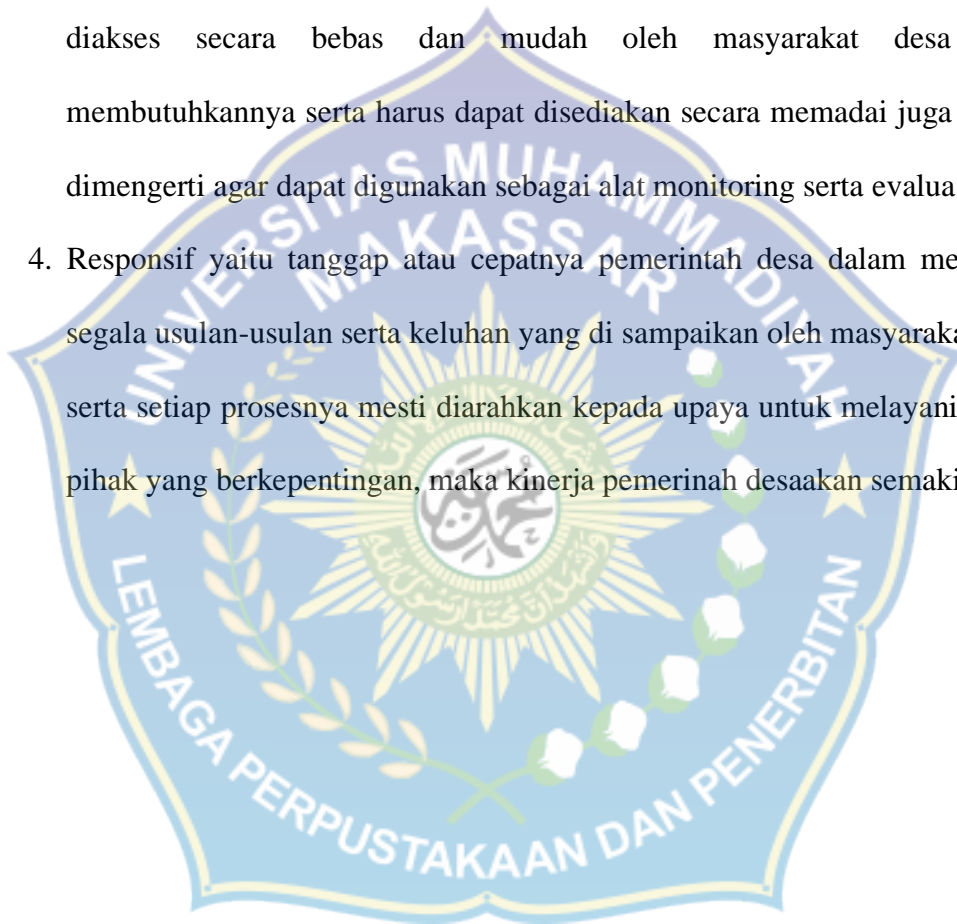 diakses secara bebas dan mudah oleh masyarakat desa
membutuhkannya serta harus dapat disediakan secara memadai juga
dimengerti agar dapat digunakan sebagai alat monitoring serta evalua
4. Responsif yaitu tanggap atau cepatnya pemerintah desa dalam me
segala usulan-usulan serta keluhan yang di sampaikan oleh masyaraka
serta setiap prosesnya mesti diarahkan kepada upaya untuk melayani
pihak yang berkepentingan, maka kinerja pemerinah desaakan semaki
UNIVERSITAS MUHAMMADIYAH
MAKASSAR
LEMBAGA PERPUSTAKAAN DAN PENERBITAN